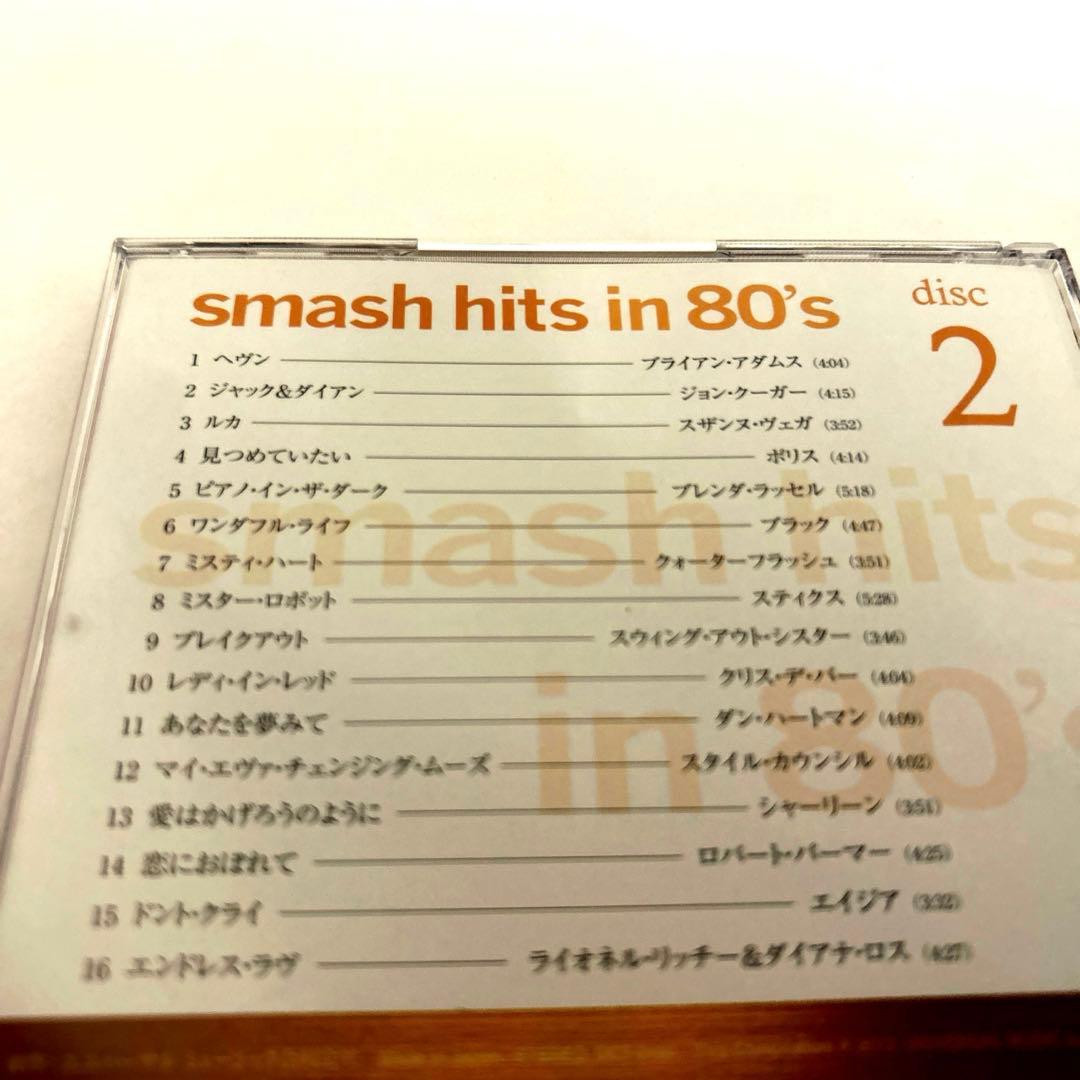 smash hits in 80's
disc 2
1 ヘヴン ブライアン・アダムス (4:04)
2 ジャック&ダイアン ジョン・クーガー (4:15)
3 ルカ スザンヌ・ヴェガ (3:52)
4 見つめていたい ポリス (4:14)
5 ピアノ・イン・ザ・ダーク ブレンダ・ラッセル (5:18)
6 ワンダフル・ライフ ブラック (4:47)
7 ミスティ・ハート クォーターフラッシュ (3:51)
8 ミスター・ロボット スティクス (5:28)
9 ブレイクアウト スウィング・アウト・シスター (3:46)
10 レディ・イン・レッド クリス・デ・バー (4:04)
11 あなたを夢みて ダン・ハートマン (4:09)
12 マイ・エヴァ・チェンジング・ムーズ スタイル・カウンシル (4:02)
13 愛はかげろうのように シャーリーン (3:51)
14 恋におぼれて ロバート・パーマー (4:25)
15 ドント・クライ エイジア (3:32)
16 エンドレス・ラヴ ライオネル・リッチー&ダイアナ・ロス (4:27)
smash hits
in 80's